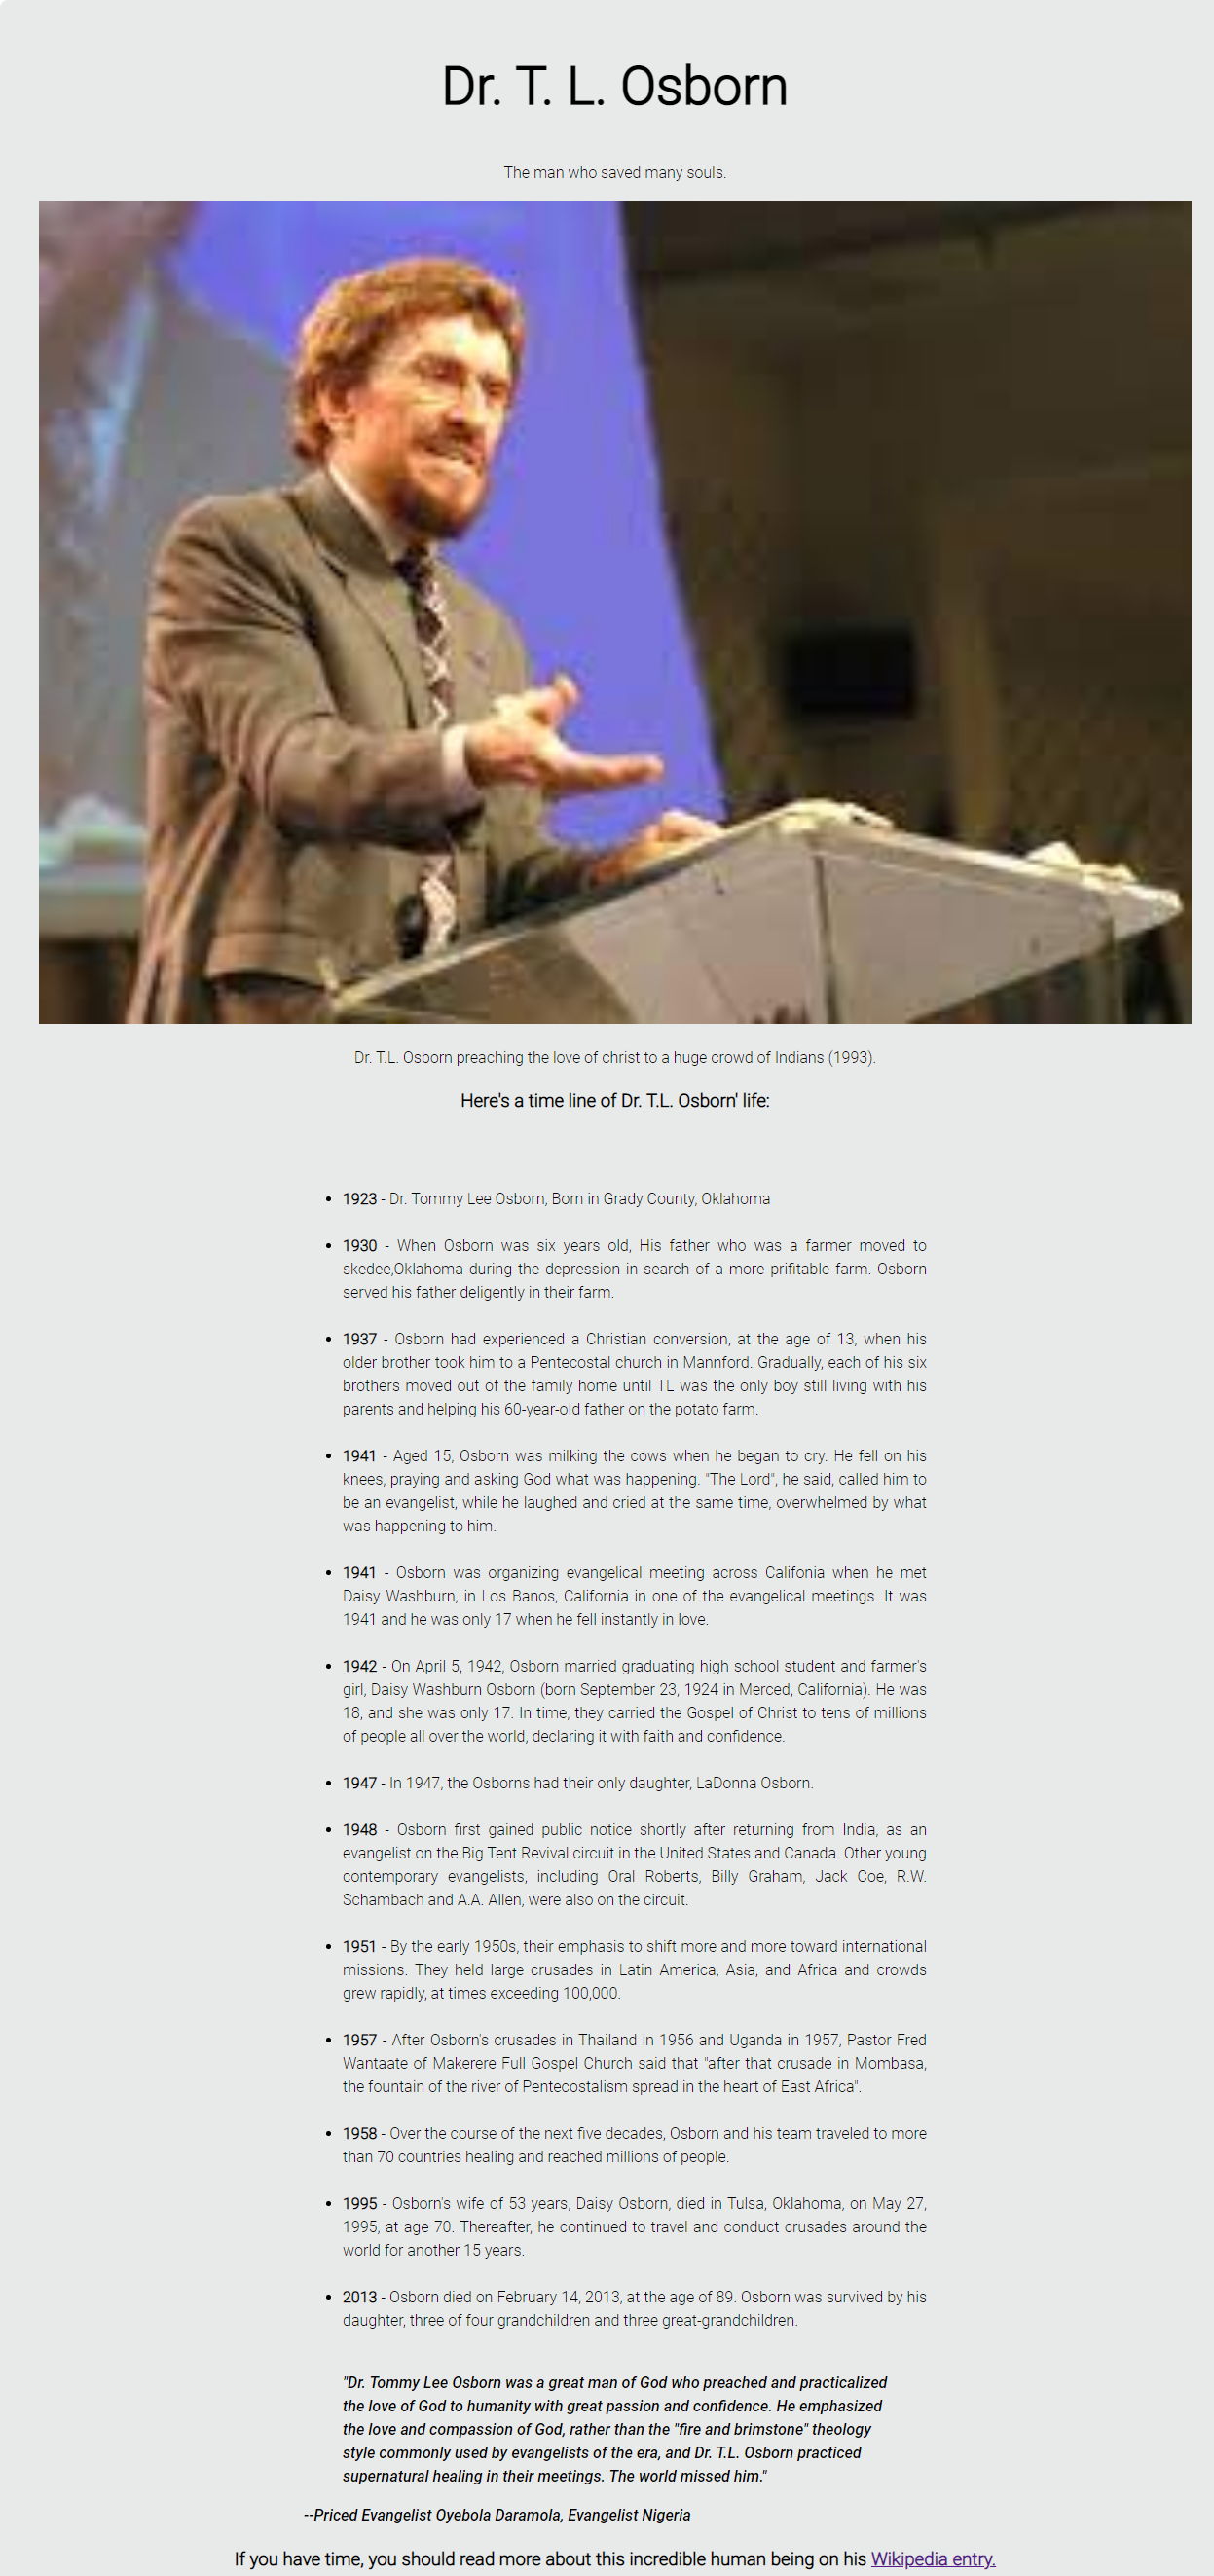 Dr. T. L. Osborn
The man who saved many souls.
Dr. T.L. Osborn preaching the love of christ to a huge crowd of Indians (1993).
Here's a time line of Dr. T.L. Osborn' life:
• 1923 - Dr. Tommy Lee Osborn, Born in Grady County, Oklahoma
• 1930 - When Osborn was six years old, His father who was a farmer moved to
skedee,Oklahoma during the depression in search of a more prifitable farm. Osborn
served his father deligently in their farm.
• 1937 - Osborn had experienced a Christian conversion, at the age of 13, when his
older brother took him to a Pentecostal church in Mannford. Gradually, each of his six
brothers moved out of the family home until TL was the only boy still living with his
parents and helping his 60-year-old father on the potato farm.
• 1941 - Aged 15, Osborn was milking the cows when he began to cry. He fell on his
knees, praying and asking God what was happening. "The Lord", he said, called him to
be an evangelist, while he laughed and cried at the same time, overwhelmed by what
was happening to him.
• 1941 - Osborn was organizing evangelical meeting across Califonia when he met
Daisy Washburn, in Los Banos, California in one of the evangelical meetings. It was
1941 and he was only 17 when he fell instantly in love.
• 1942 - On April 5, 1942, Osborn married graduating high school student and farmer's
girl, Daisy Washburn Osborn (born September 23, 1924 in Merced, California). He was
18, and she was only 17. In time, they carried the Gospel of Christ to tens of millions
of people all over the world, declaring it with faith and confidence.
• 1947 - In 1947, the Osborns had their only daughter, LaDonna Osborn.
• 1948 - Osborn first gained public notice shortly after returning from India, as an
evangelist on the Big Tent Revival circuit in the United States and Canada. Other young
contemporary evangelists, including Oral Roberts, Billy Graham, Jack Coe, R.W.
Schambach and A.A. Allen, were also on the circuit.
• 1951 - By the early 1950s, their emphasis to shift more and more toward international
missions. They held large crusades in Latin America, Asia, and Africa and crowds
grew rapidly, at times exceeding 100,000.
• 1957 - After Osborn's crusades in Thailand in 1956 and Uganda in 1957, Pastor Fred
Wantaate of Makerere Full Gospel Church said that "after that crusade in Mombasa,
the fountain of the river of Pentecostalism spread in the heart of East Africa".
• 1958 - Over the course of the next five decades, Osborn and his team traveled to more
than 70 countries healing and reached millions of people.
• 1995 - Osborn's wife of 53 years, Daisy Osborn, died in Tulsa, Oklahoma, on May 27,
1995, at age 70. Thereafter, he continued to travel and conduct crusades around the
world for another 15 years.
• 2013 - Osborn died on February 14, 2013, at the age of 89. Osborn was survived by his
daughter, three of four grandchildren and three great-grandchildren.
"Dr. Tommy Lee Osborn was a great man of God who preached and practicalized
the love of God to humanity with great passion and confidence. He emphasized
the love and compassion of God, rather than the "fire and brimstone" theology
style commonly used by evangelists of the era, and Dr. T.L. Osborn practiced
supernatural healing in their meetings. The world missed him."
--Priced Evangelist Oyebola Daramola, Evangelist Nigeria
If you have time, you should read more about this incredible human being on his Wikipedia entry.